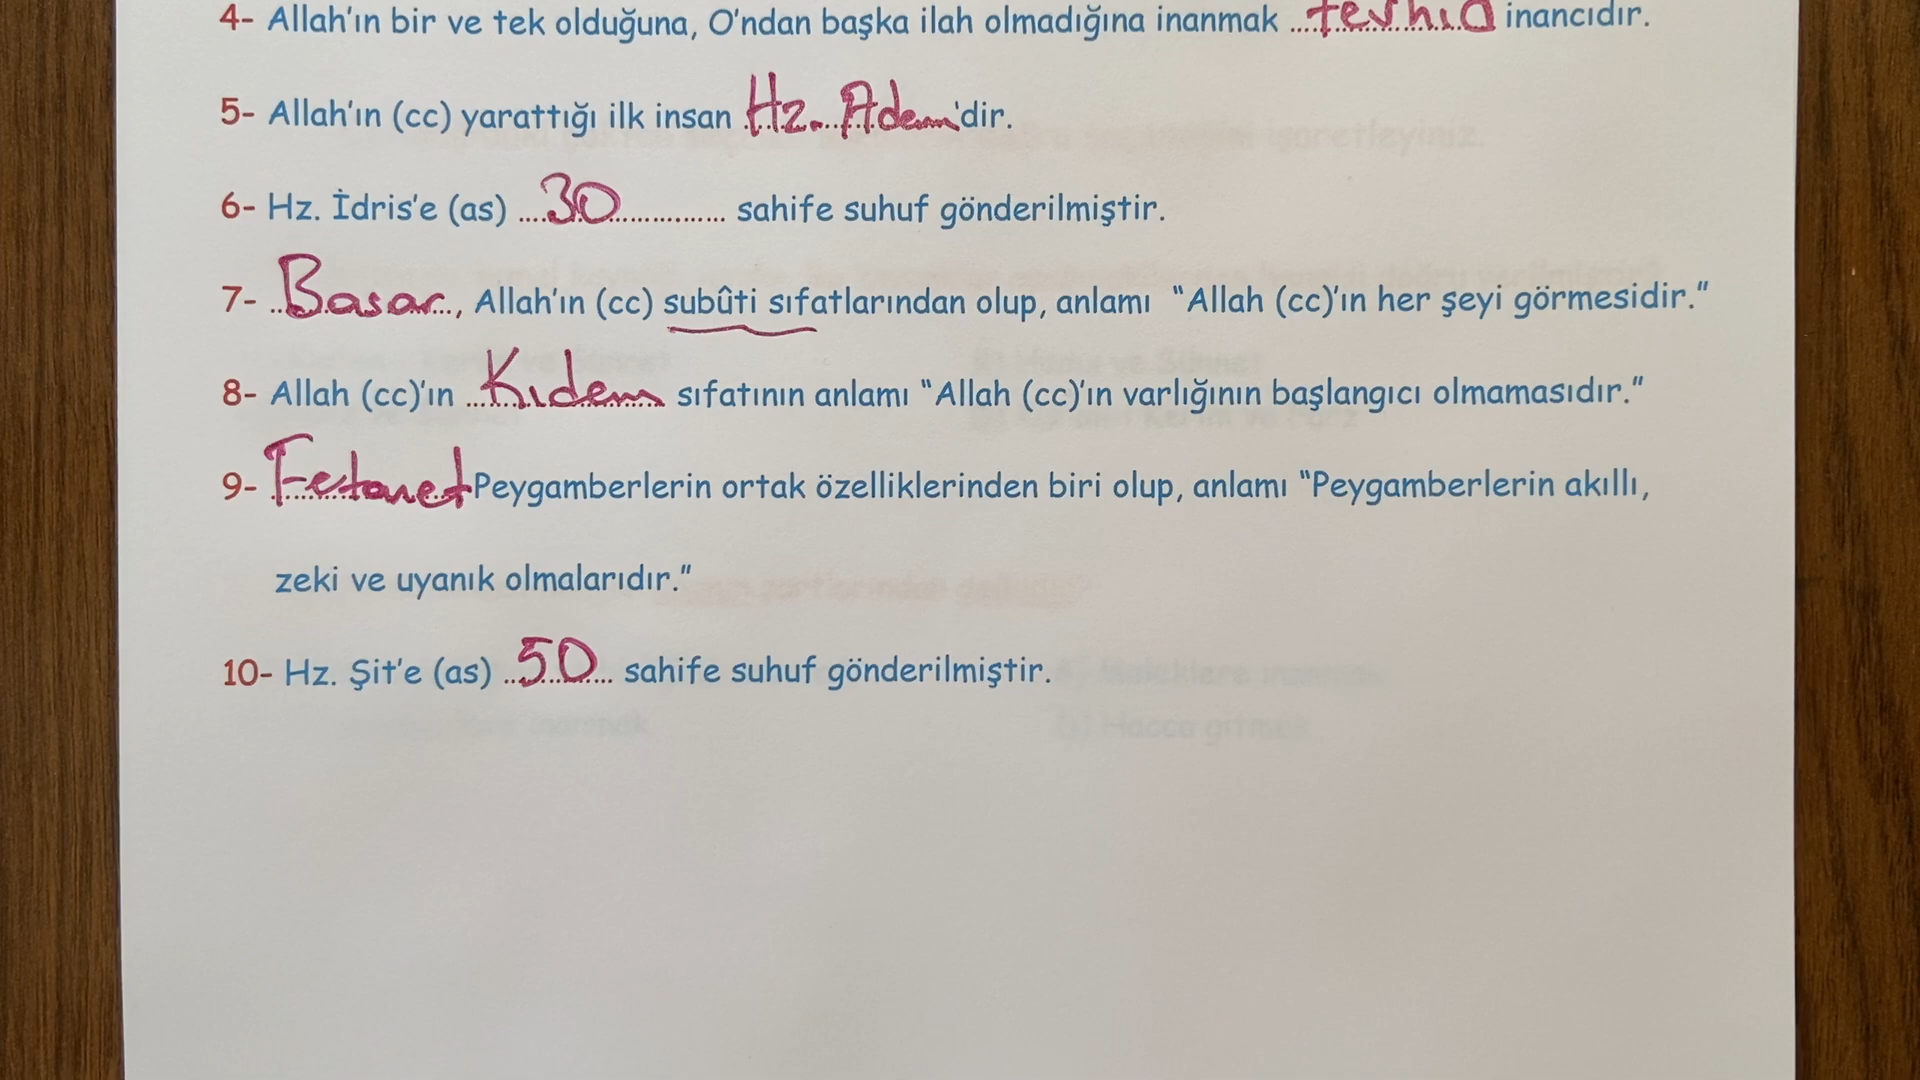 4- Allah'ın bir ve tek olduğuna, O'ndan başka ilah olmadığına inanmak tevhid inancıdır.
5- Allah'ın (cc) yarattığı ilk insan Hz. Adem'dir.
6- Hz. İdris'e (as) 30 sahife suhuf gönderilmiştir.
7- Basar, Allah'ın (cc) subûti sıfatlarından olup, anlamı "Allah (cc)'ın her şeyi görmesidir."
8- Allah (cc)'ın Kıdem sıfatının anlamı "Allah (cc)'ın varlığının başlangıcı olmamasıdır."
9- Fetanet Peygamberlerin ortak özelliklerinden biri olup, anlamı "Peygamberlerin akıllı,
zeki ve uyanık olmalarıdır."
10- Hz. Şit'e (as) 50 sahife suhuf gönderilmiştir.